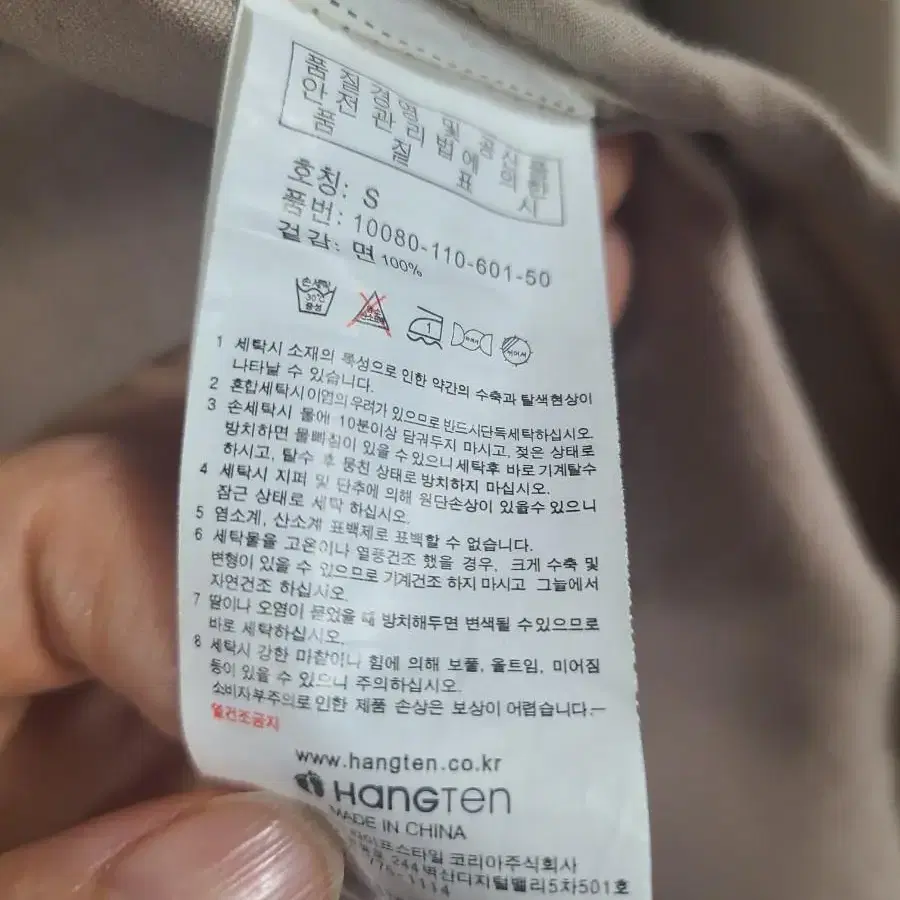 품질경영 및 공산품
안전관리법에 의한
품 질 표 시
호칭: S
품번: 10080-110-601-50
겉감: 면 100%
손세탁
30℃
중성
1
1 세탁시 소재의 특성으로 인한 약간의 수축과 탈색현상이
나타날 수 있습니다.
2 혼합세탁시 이염의 우려가 있으므로 반드시 단독세탁하십시오.
3 손세탁시 물에 10분이상 담궈두지 마시고, 젖은 상태로
방치하면 물빠짐이 있을 수 있으니 세탁후 바로 기계탈수
하시고, 탈수 후 뭉친 상태로 방치하지 마십시오.
4 세탁시 지퍼 및 단추에 의해 원단손상이 있을수 있으니
잠근 상태로 세탁 하십시오.
5 염소계, 산소계 표백제로 표백할 수 없습니다.
6 세탁물을 고온이나 열풍건조 했을 경우, 크게 수축 및
변형이 있을 수 있으므로 기계건조 하지 마시고 그늘에서
자연건조 하십시오.
7 땀이나 오염이 묻었을 때 방치해두면 변색될 수 있으므로
바로 세탁하십시오.
8 세탁시 강한 마찰이나 힘에 의해 보풀, 올트임, 미어짐
등이 있을 수 있으니 주의하십시오.
소비자부주의로 인한 제품 손상은 보상이 어렵습니다.
열건조금지
www.hangten.co.kr
HANGTEN
MADE IN CHINA
코리아주식회사
244 벽산디지털밸리5차501호
1114